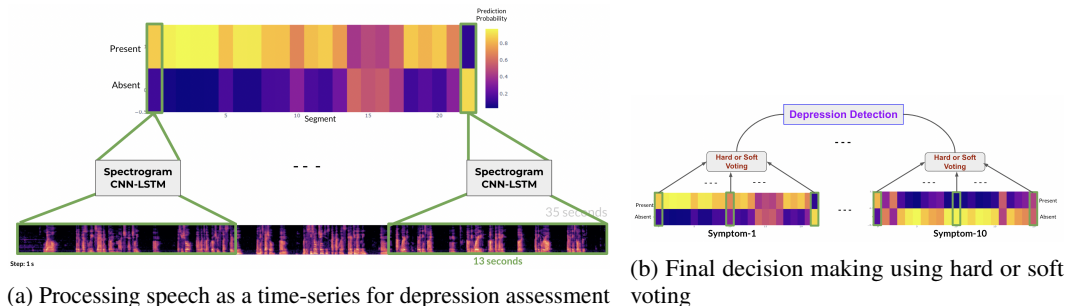 Prediction
Probability
Present
Absent
0.8
0.6
0.4
0.2
−0.5
5
10
15
20
Segment
Spectrogram
CNN-LSTM
- - -
Spectrogram
CNN-LSTM
35 seconds
Step: 1 s
13 seconds
(a) Processing speech as a time-series for depression assessment
Depression Detection
- - -
Hard or Soft
Voting
Hard or Soft
Voting
- - -
- - -
- - -
- - -
Present
Absent
- - -
Present
Absent
Symptom-1
Symptom-10
(b) Final decision making using hard or soft
voting